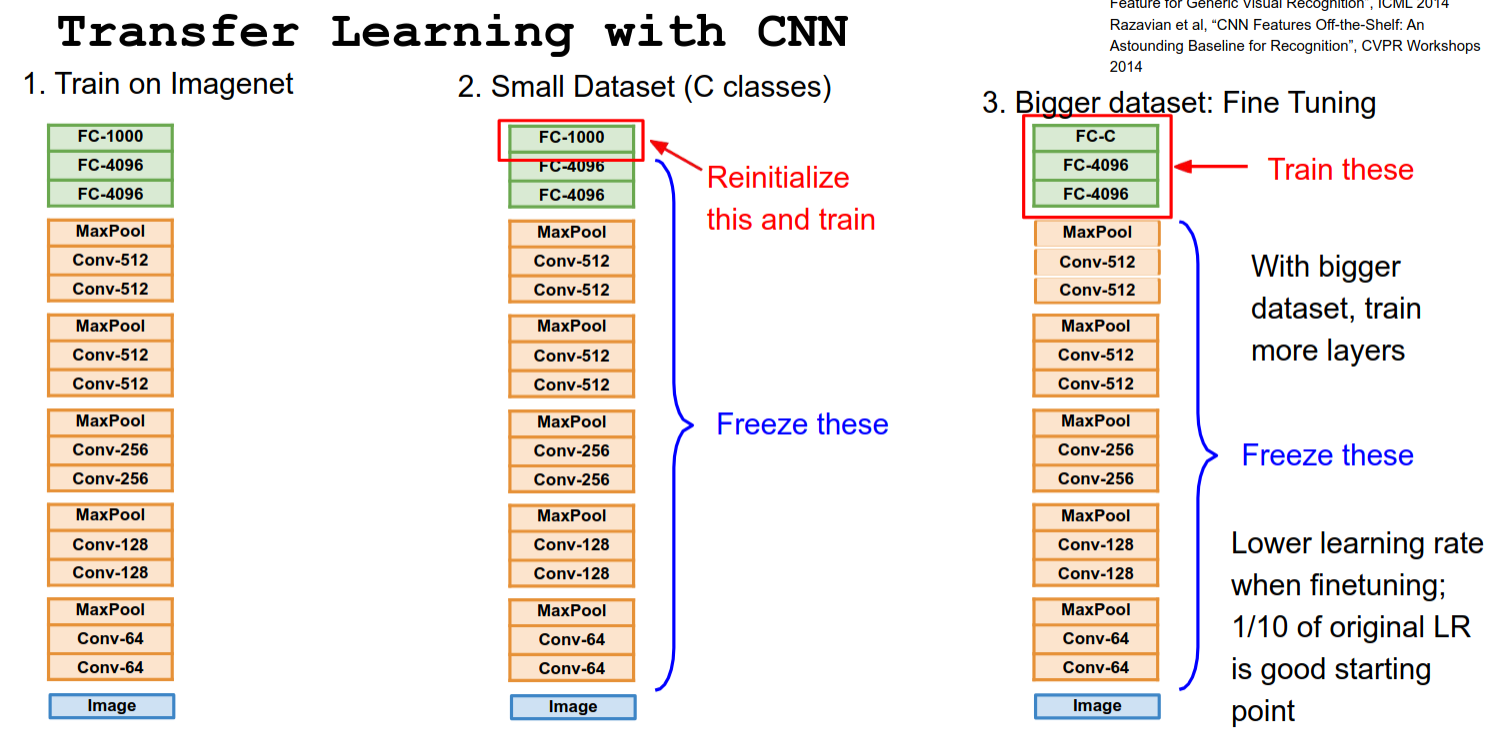 Transfer Learning with CNN
Feature for Generic Visual Recognition", ICML 2014
Razavian et al, "CNN Features Off-the-Shelf: An
Astounding Baseline for Recognition", CVPR Workshops
2014
1. Train on Imagenet
FC-1000
FC-4096
FC-4096
MaxPool
Conv-512
Conv-512
MaxPool
Conv-512
Conv-512
MaxPool
Conv-256
Conv-256
MaxPool
Conv-128
Conv-128
MaxPool
Conv-64
Conv-64
Image
2. Small Dataset (C classes)
FC-1000
FC-4096
FC-4096
MaxPool
Conv-512
Conv-512
MaxPool
Conv-512
Conv-512
MaxPool
Conv-256
Conv-256
MaxPool
Conv-128
Conv-128
MaxPool
Conv-64
Conv-64
Image
Reinitialize
this and train
Freeze these
3. Bigger dataset: Fine Tuning
FC-C
FC-4096
FC-4096
MaxPool
Conv-512
Conv-512
MaxPool
Conv-512
Conv-512
MaxPool
Conv-256
Conv-256
MaxPool
Conv-128
Conv-128
MaxPool
Conv-64
Conv-64
Image
Train these
With bigger
dataset, train
more layers
Freeze these
Lower learning rate
when finetuning;
1/10 of original LR
is good starting
point